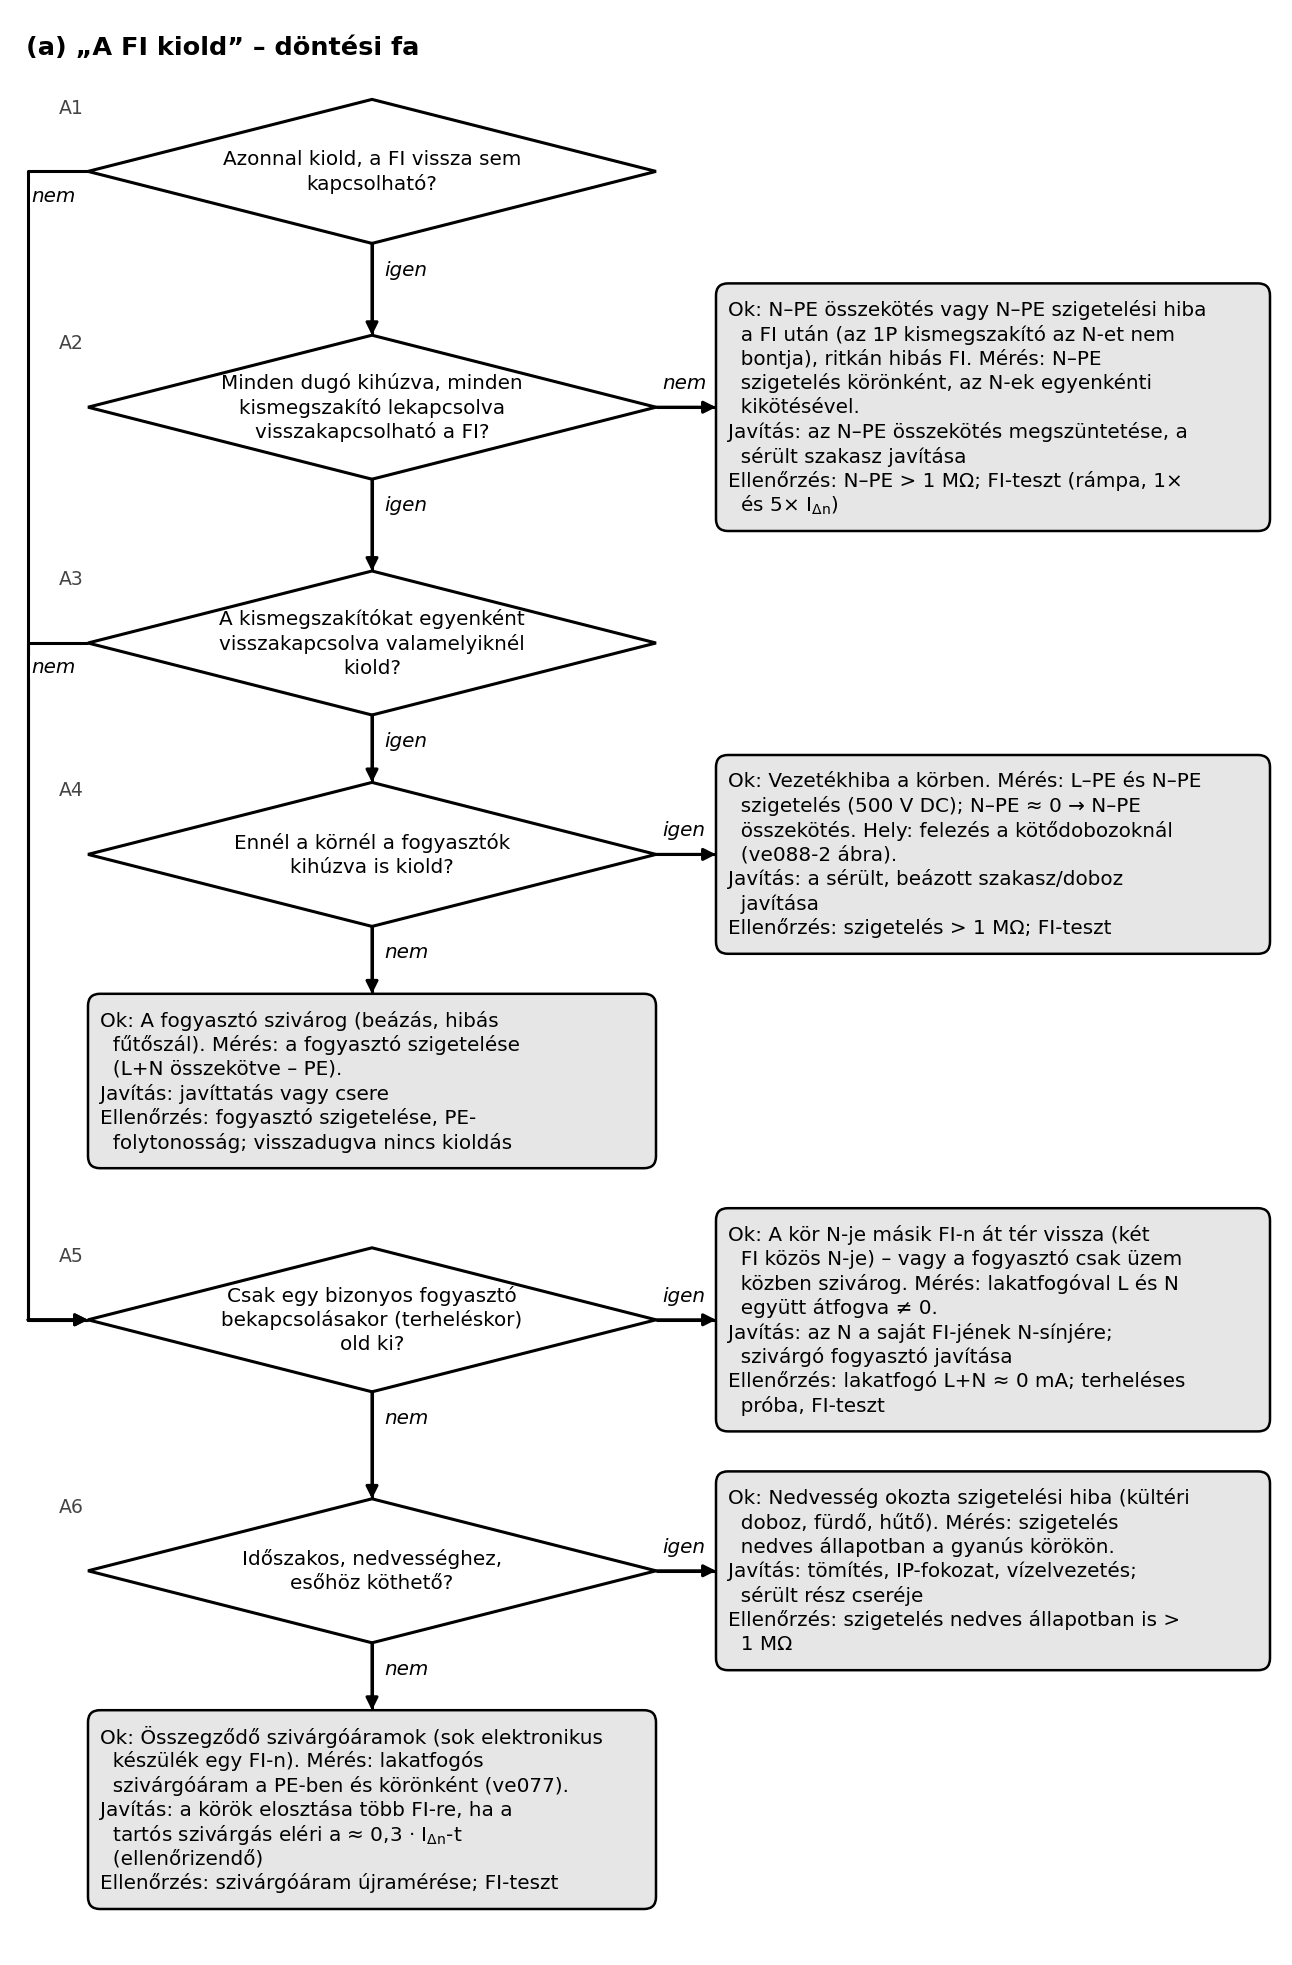 (a) „A FI kiold” – döntési fa
A1
Azonnal kiold, a FI vissza sem
kapcsolható?
nem
igen
A2
Minden dugó kihúzva, minden
kismegszakító lekapcsolva
visszakapcsolható a FI?
nem
Ok: N–PE összekötés vagy N–PE szigetelési hiba
a FI után (az 1P kismegszakító az N-et nem
bontja), ritkán hibás FI. Mérés: N–PE
szigetelés körönként, az N-ek egyenkénti
kikötésével.
Javítás: az N–PE összekötés megszüntetése, a
sérült szakasz javítása
Ellenőrzés: N–PE > 1 MΩ; FI-teszt (rámpa, 1×
és 5× IΔn)
igen
A3
A kismegszakítókat egyenként
visszakapcsolva valamelyiknél
kiold?
nem
igen
A4
Ennél a körnél a fogyasztók
kihúzva is kiold?
igen
Ok: Vezetékhiba a körben. Mérés: L–PE és N–PE
szigetelés (500 V DC); N–PE ≈ 0 → N–PE
összekötés. Hely: felezés a kötődobozoknál
(ve088-2 ábra).
Javítás: a sérült, beázott szakasz/doboz
javítása
Ellenőrzés: szigetelés > 1 MΩ; FI-teszt
nem
Ok: A fogyasztó szivárog (beázás, hibás
fűtőszál). Mérés: a fogyasztó szigetelése
(L+N összekötve – PE).
Javítás: javíttatás vagy csere
Ellenőrzés: fogyasztó szigetelése, PE-
folytonosság; visszadugva nincs kioldás
A5
Csak egy bizonyos fogyasztó
bekapcsolásakor (terheléskor)
old ki?
igen
Ok: A kör N-je másik FI-n át tér vissza (két
FI közös N-je) – vagy a fogyasztó csak üzem
közben szivárog. Mérés: lakatfogóval L és N
együtt átfogva ≠ 0.
Javítás: az N a saját FI-jének N-sínjére;
szivárgó fogyasztó javítása
Ellenőrzés: lakatfogó L+N ≈ 0 mA; terheléses
próba, FI-teszt
nem
A6
Időszakos, nedvességhez,
esőhöz köthető?
igen
Ok: Nedvesség okozta szigetelési hiba (kültéri
doboz, fürdő, hűtő). Mérés: szigetelés
nedves állapotban a gyanús körökön.
Javítás: tömítés, IP-fokozat, vízelvezetés;
sérült rész cseréje
Ellenőrzés: szigetelés nedves állapotban is >
1 MΩ
nem
Ok: Összegződő szivárgóáramok (sok elektronikus
készülék egy FI-n). Mérés: lakatfogós
szivárgóáram a PE-ben és körönként (ve077).
Javítás: a körök elosztása több FI-re, ha a
tartós szivárgás eléri a ≈ 0,3 · IΔn-t
(ellenőrizendő)
Ellenőrzés: szivárgóáram újramérése; FI-teszt